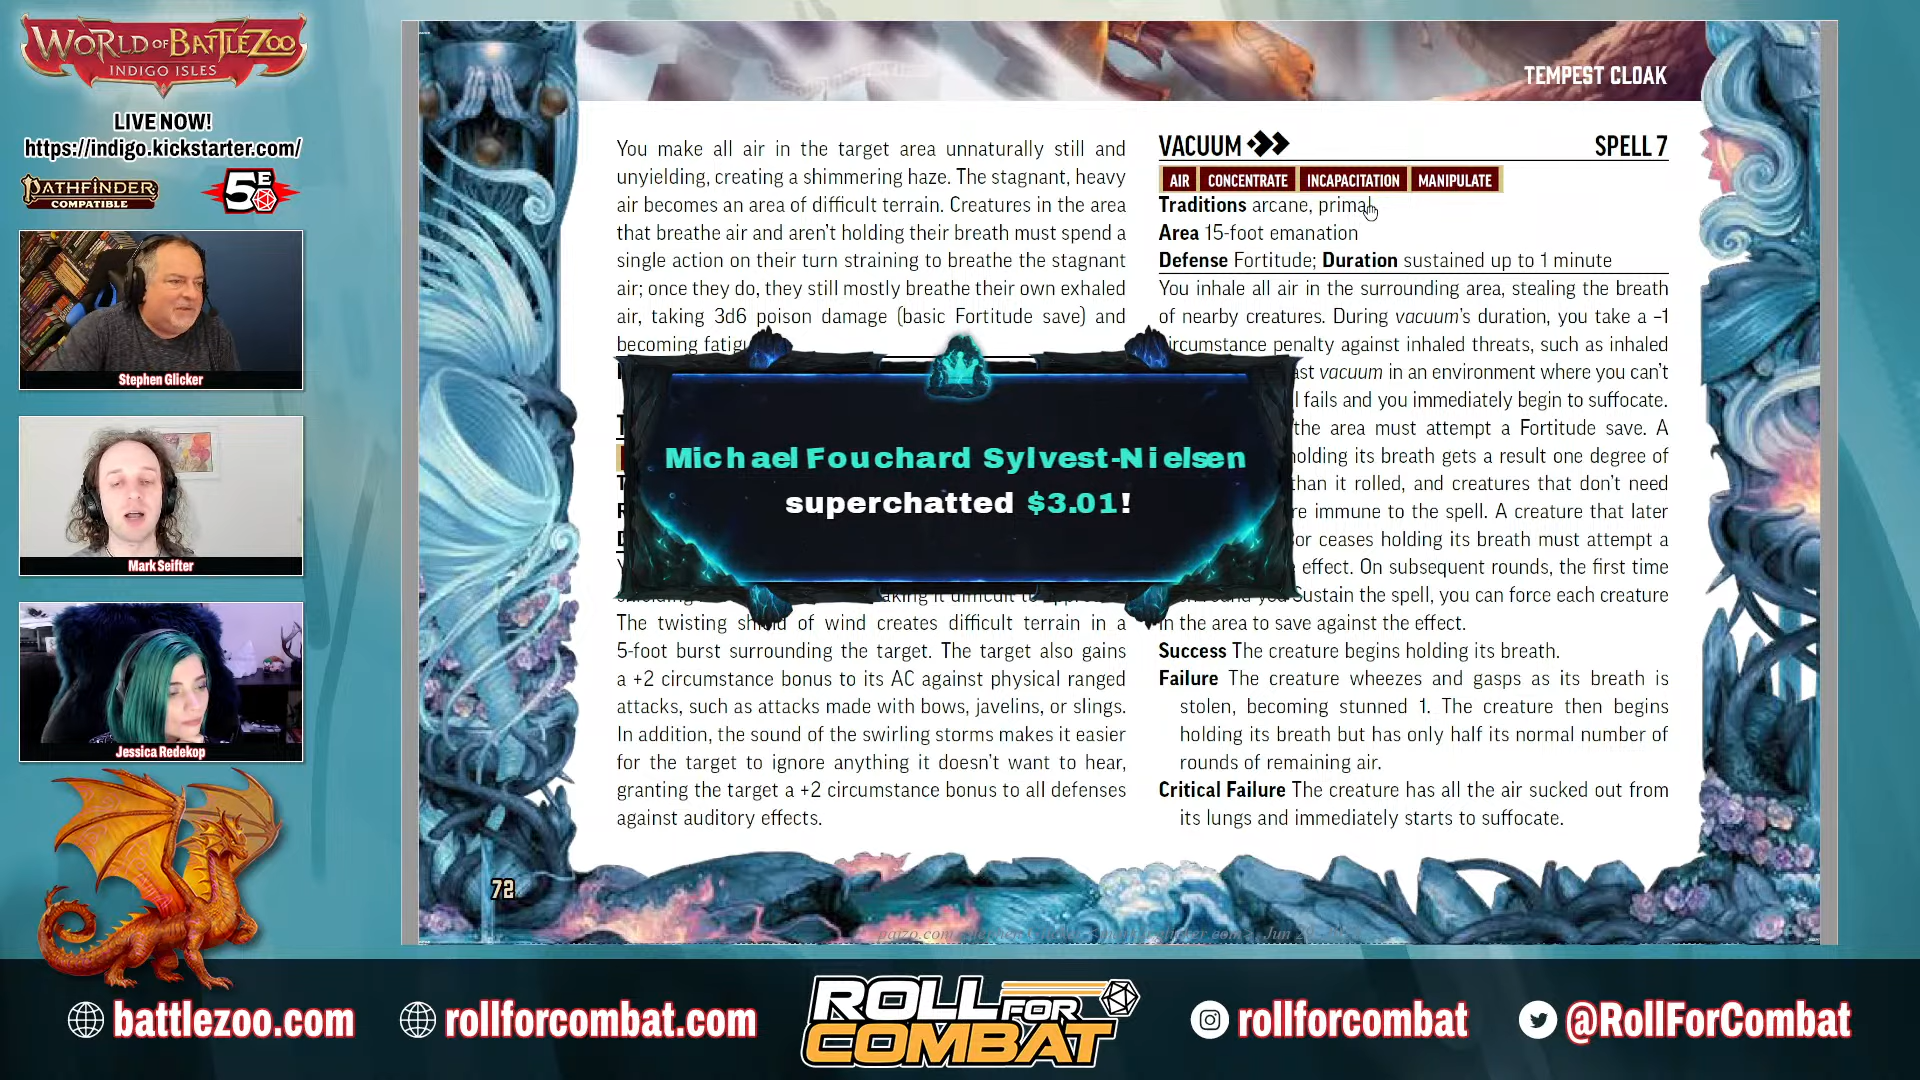 WORLD OF BATTLEZOO
INDIGO ISLES
LIVE NOW!
https://indigo.kickstarter.com/
PATHFINDER
COMPATIBLE
5E
Stephen Glicker
Mark Seifter
Jessica Redekop
TEMPEST CLOAK
You make all air in the target area unnaturally still and
unyielding, creating a shimmering haze. The stagnant, heavy
air becomes an area of difficult terrain. Creatures in the area
that breathe air and aren't holding their breath must spend a
single action on their turn straining to breathe the stagnant
air; once they do, they still mostly breathe their own exhaled
air, taking 3d6 poison damage (basic Fortitude save) and
becoming
The twisting of wind creates difficult terrain in a
5-foot burst surrounding the target. The target also gains
a +2 circumstance bonus to its AC against physical ranged
attacks, such as attacks made with bows, javelins, or slings.
In addition, the sound of the swirling storms makes it easier
for the target to ignore anything it doesn't want to hear,
granting the target a +2 circumstance bonus to all defenses
against auditory effects.
72
Michael Fouchard Sylvest-Nielsen
superchatted $3.01!
VACUUM SPELL 7
AIR CONCENTRATE INCAPACITATION MANIPULATE
Traditions arcane, primal
Area 15-foot emanation
Defense Fortitude; Duration sustained up to 1 minute
You inhale all air in the surrounding area, stealing the breath
of nearby creatures. During vacuum's duration, you take a –1
circumstance penalty against inhaled threats, such as inhaled
vacuum in an environment where you can't
fails and you immediately begin to suffocate.
the area must attempt a Fortitude save. A
holding its breath gets a result one degree of
than it rolled, and creatures that don't need
immune to the spell. A creature that later
or ceases holding its breath must attempt a
effect. On subsequent rounds, the first time
sustain the spell, you can force each creature
in the area to save against the effect.
Success The creature begins holding its breath.
Failure The creature wheezes and gasps as its breath is
stolen, becoming stunned 1. The creature then begins
holding its breath but has only half its normal number of
rounds of remaining air.
Critical Failure The creature has all the air sucked out from
its lungs and immediately starts to suffocate.
battlezoo.com
rollforcombat.com
ROLL FOR
COMBAT
rollforcombat
@RollForCombat